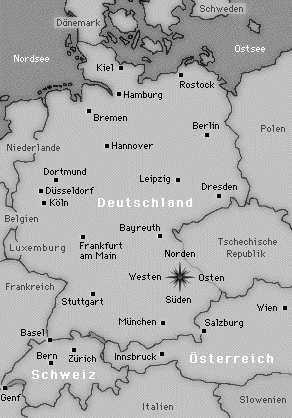 Schweden
Dänemark
Nordsee
Ostsee
Kiel
Rostock
Hamburg
Bremen
Berlin
Polen
Niederlande
Hannover
Dortmund
Leipzig
Düsseldorf
Dresden
Köln
Deutschland
Belgien
Bayreuth
Luxemburg
Frankfurt
am Main
Norden
Tschechische
Republik
Westen
Osten
Frankreich
Stuttgart
Süden
Wien
München
Salzburg
Basel
Bern
Zürich
Innsbruck
Österreich
Schweiz
Genf
Italien
Slowenien